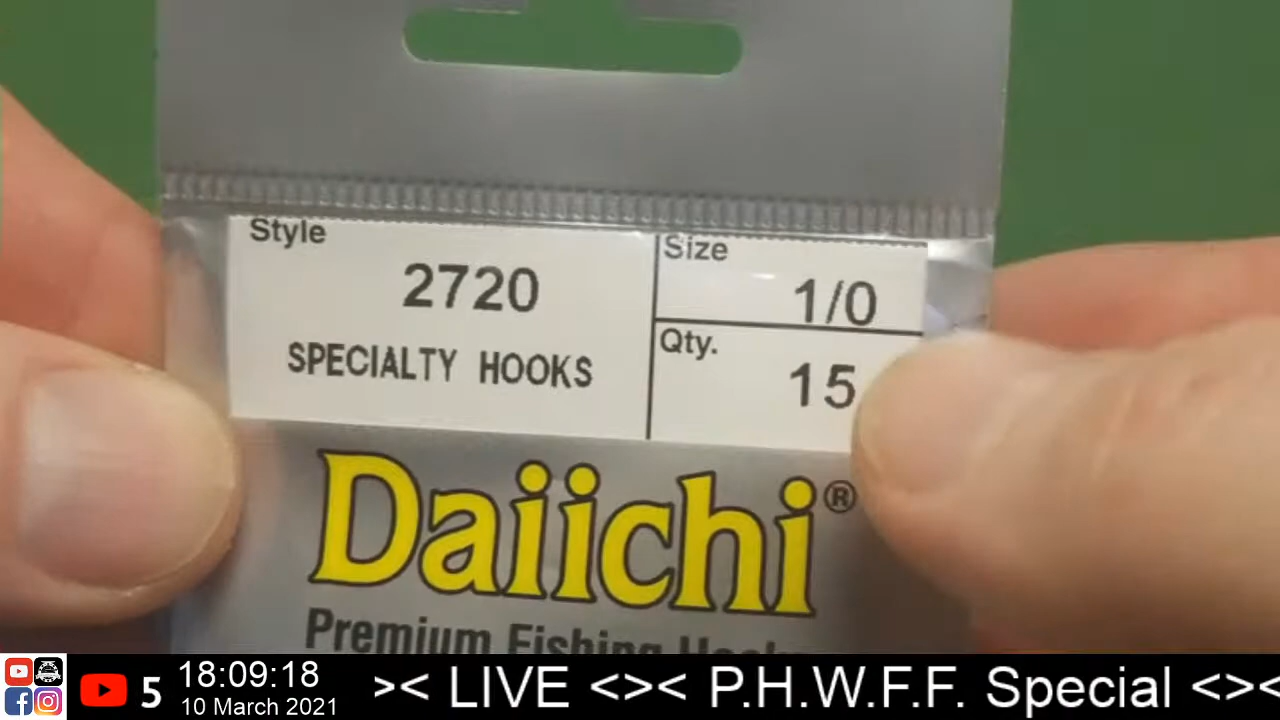 Style
2720
SPECIALTY HOOKS
Size
1/0
Qty.
15
Daiichi®
Premium Fishing
5
18:09:18
10 March 2021
>< LIVE <>< P.H.W.F.F. Special <><